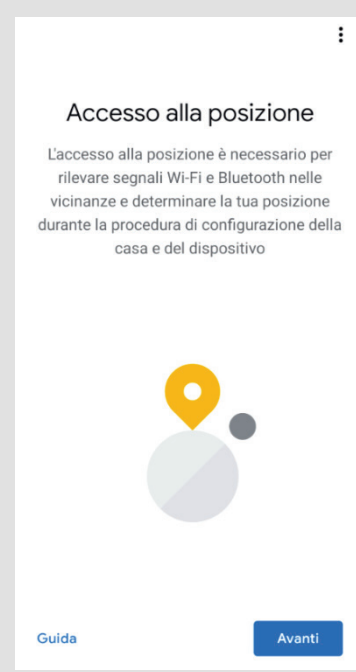 Accesso alla posizione
L'accesso alla posizione è necessario per
rilevare segnali Wi-Fi e Bluetooth nelle
vicinanze e determinare la tua posizione
durante la procedura di configurazione della
casa e del dispositivo
Guida
Avanti